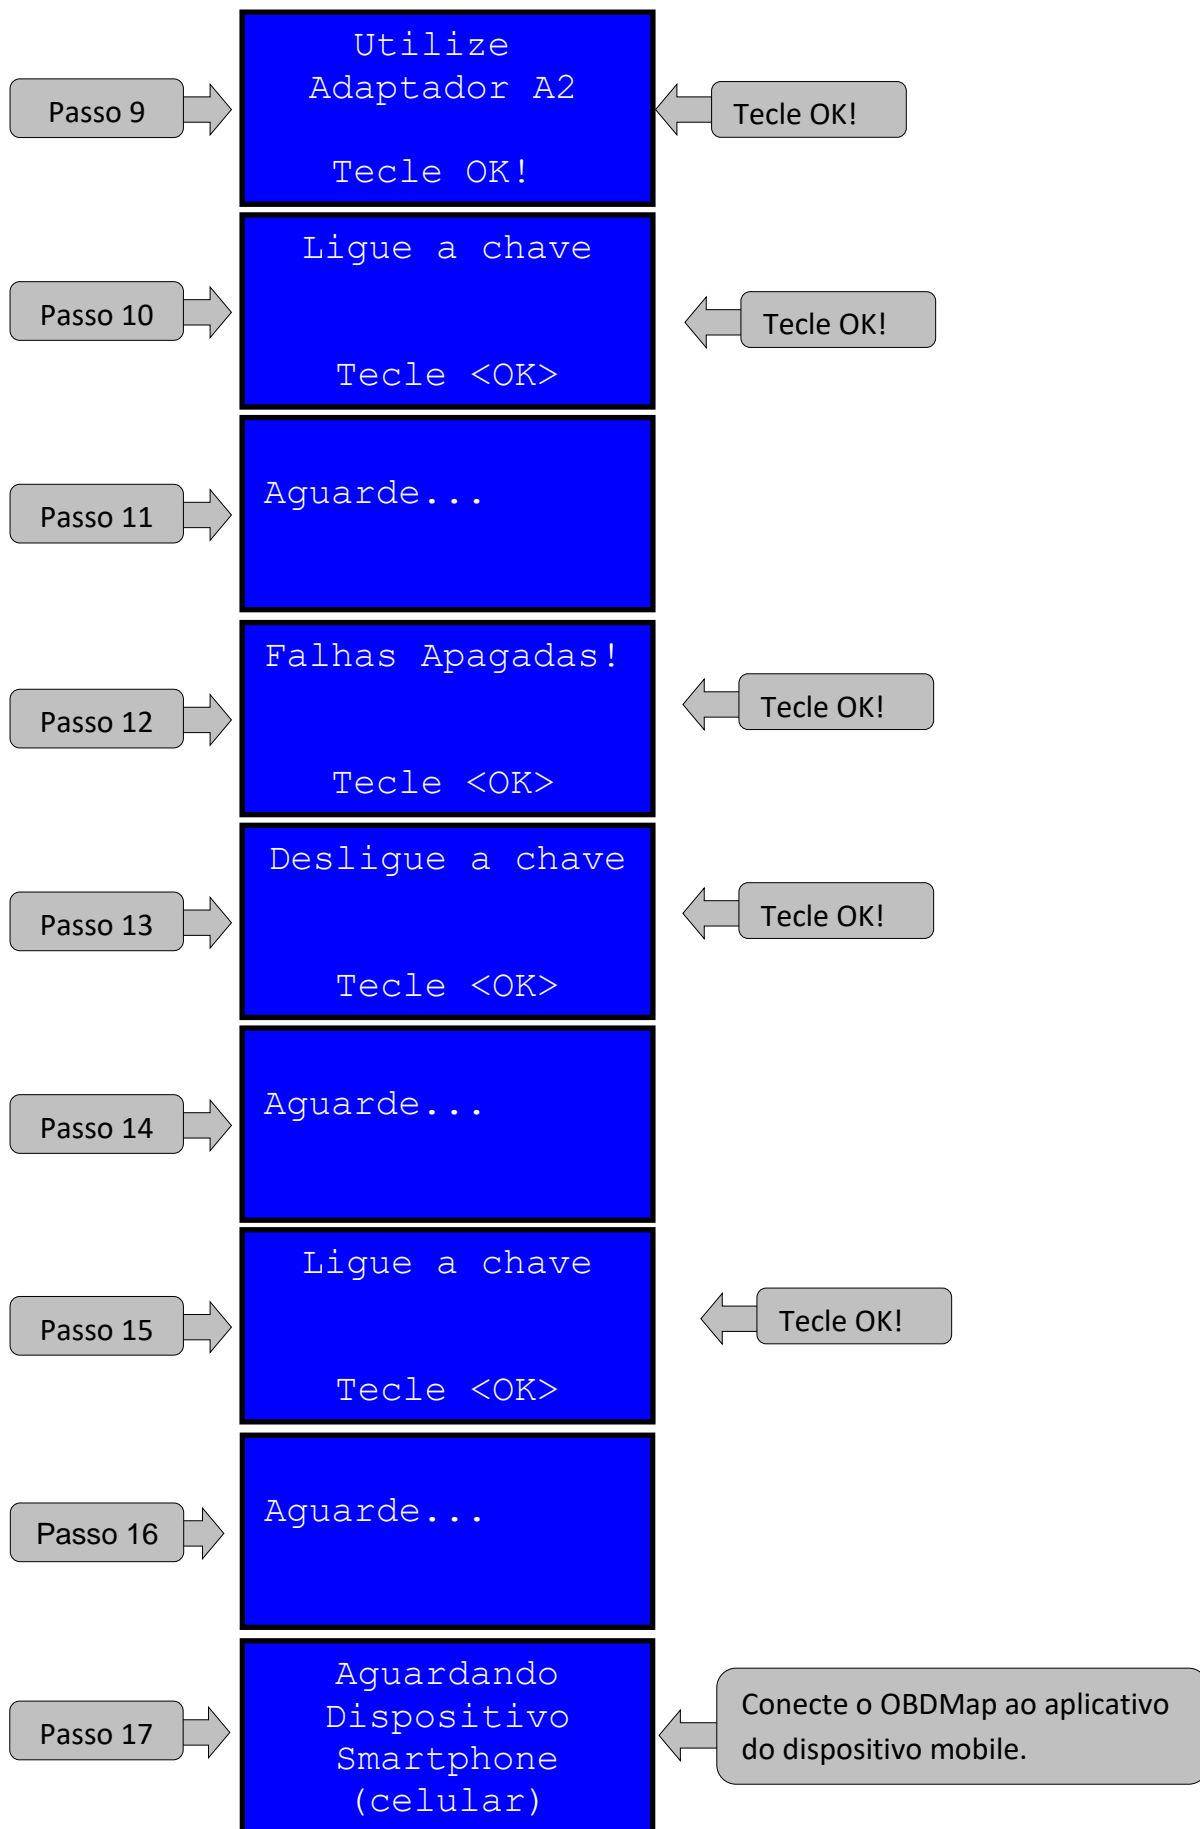 Passo 9
Utilize
Adaptador A2
Tecle OK!
Tecle OK!
Passo 10
Ligue a chave
Tecle <OK>
Tecle OK!
Passo 11
Aguarde...
Passo 12
Falhas Apagadas!
Tecle <OK>
Tecle OK!
Passo 13
Desligue a chave
Tecle <OK>
Tecle OK!
Passo 14
Aguarde...
Passo 15
Ligue a chave
Tecle <OK>
Tecle OK!
Passo 16
Aguarde...
Passo 17
Aguardando
Dispositivo
Smartphone
(celular)
Conecte o OBDMap ao aplicativo
do dispositivo mobile.